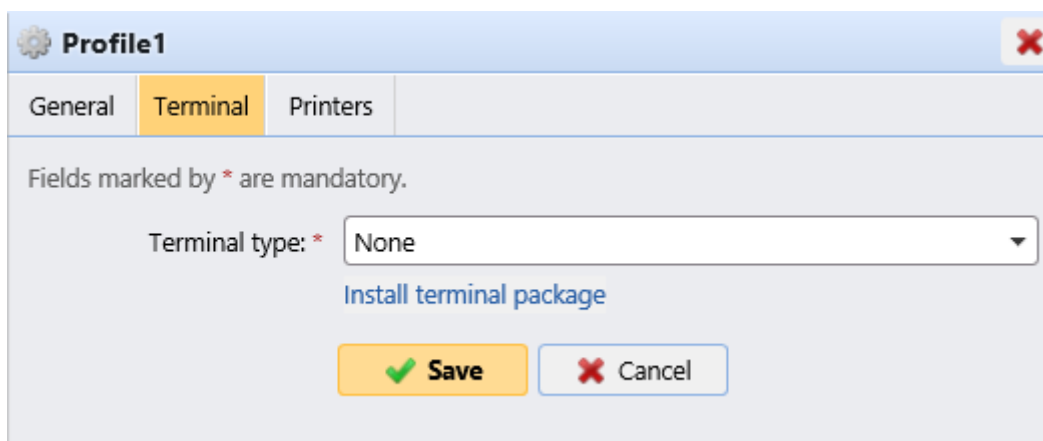 Profile1
General Terminal Printers
Fields marked by * are mandatory.
Terminal type: * None
Install terminal package
Save Cancel